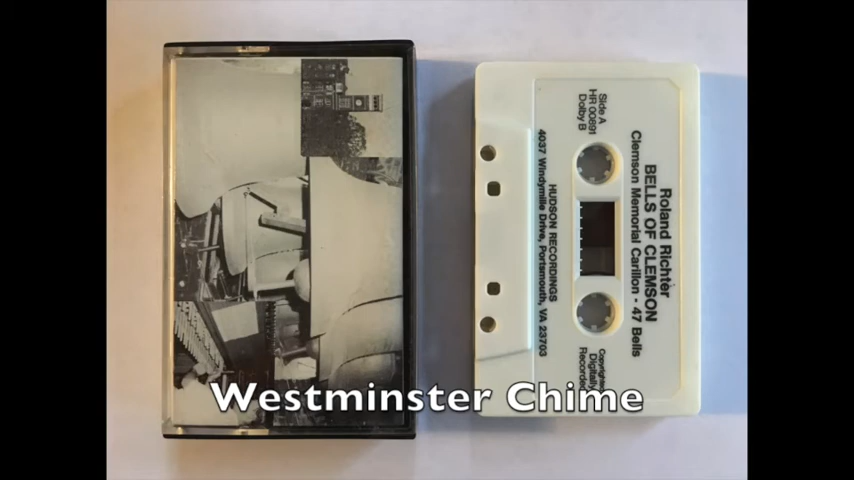 Side A
HR 00891
Dolby B
Roland Richter
BELLS OF CLEMSON
Clemson Memorial Carillon - 47 Bells
HUDSON RECORDINGS
4037 Windymille Drive, Portsmouth, VA 23703
Copyrighted
Digitally
Recorded
Westminster Chime